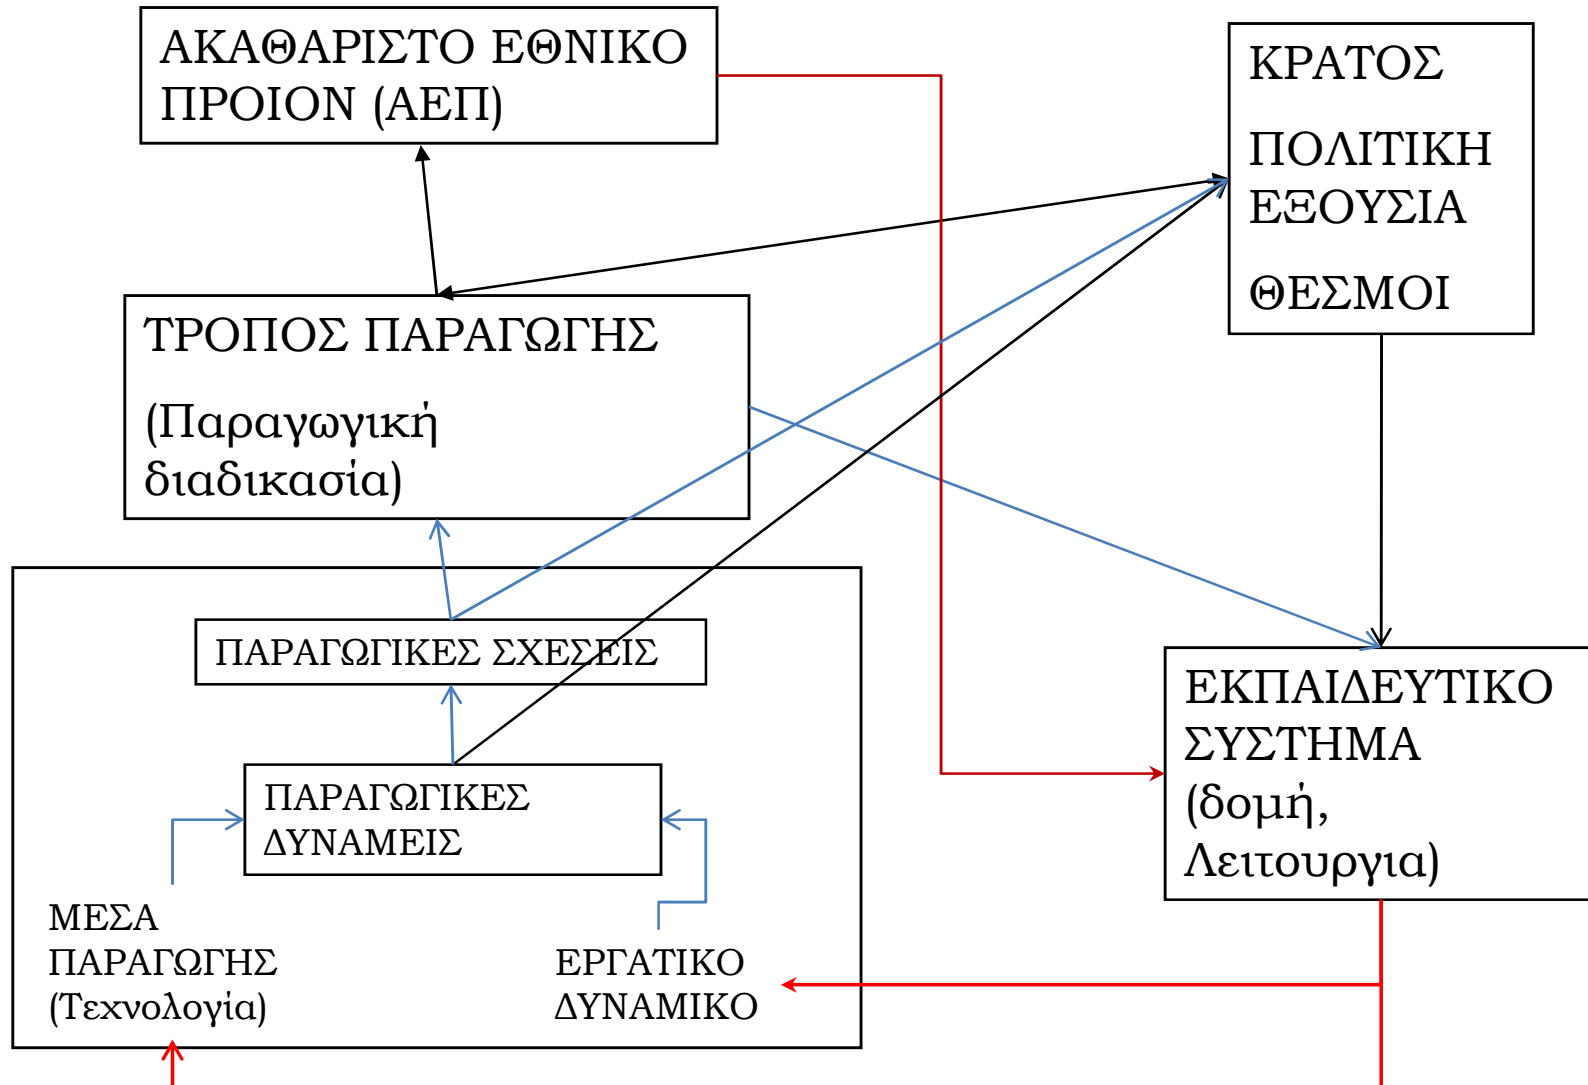 ΑΚΑΘΑΡΙΣΤΟ ΕΘΝΙΚΟ
ΠΡΟΙΟΝ (ΑΕΠ)
ΚΡΑΤΟΣ
ΠΟΛΙΤΙΚΗ
ΕΞΟΥΣΙΑ
ΘΕΣΜΟΙ
ΤΡΟΠΟΣ ΠΑΡΑΓΩΓΗΣ
(Παραγωγική
διαδικασία)
ΠΑΡΑΓΩΓΙΚΕΣ ΣΧΕΣΕΙΣ
ΠΑΡΑΓΩΓΙΚΕΣ
ΔΥΝΑΜΕΙΣ
ΜΕΣΑ
ΠΑΡΑΓΩΓΗΣ
(Τεχνολογία)
ΕΡΓΑΤΙΚΟ
ΔΥΝΑΜΙΚΟ
ΕΚΠΑΙΔΕΥΤΙΚΟ
ΣΥΣΤΗΜΑ
(δομή,
Λειτουργια)